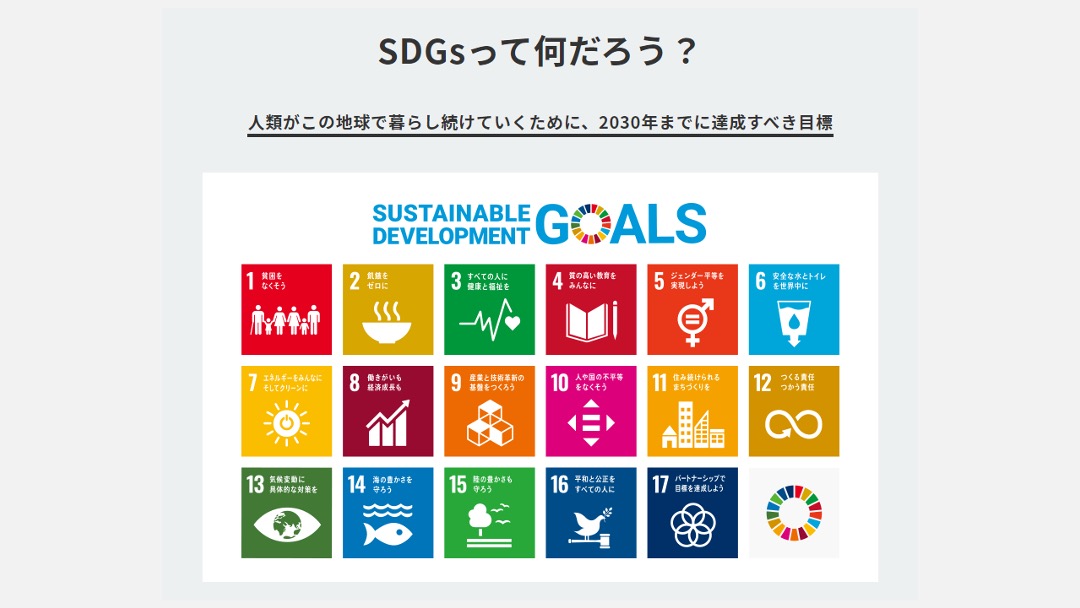 SDGsって何だろう？
人類がこの地球で暮らし続けていくために、2030年までに達成すべき目標
SUSTAINABLE
DEVELOPMENT
GOALS
1 貧困を
なくそう
2 飢餓を
ゼロに
3 すべての人に
健康と福祉を
4 質の高い教育を
みんなに
5 ジェンダー平等を
実現しよう
6 安全な水とトイレ
を世界中に
7 エネルギーをみんなに
そしてクリーンに
8 働きがいも
経済成長も
9 産業と技術革新の
基盤をつくろう
10 人や国の不平等
をなくそう
11 住み続けられる
まちづくりを
12 つくる責任
つかう責任
13 気候変動に
具体的な対策を
14 海の豊かさを
守ろう
15 陸の豊かさも
守ろう
16 平和と公正を
すべての人に
17 パートナーシップで
目標を達成しよう